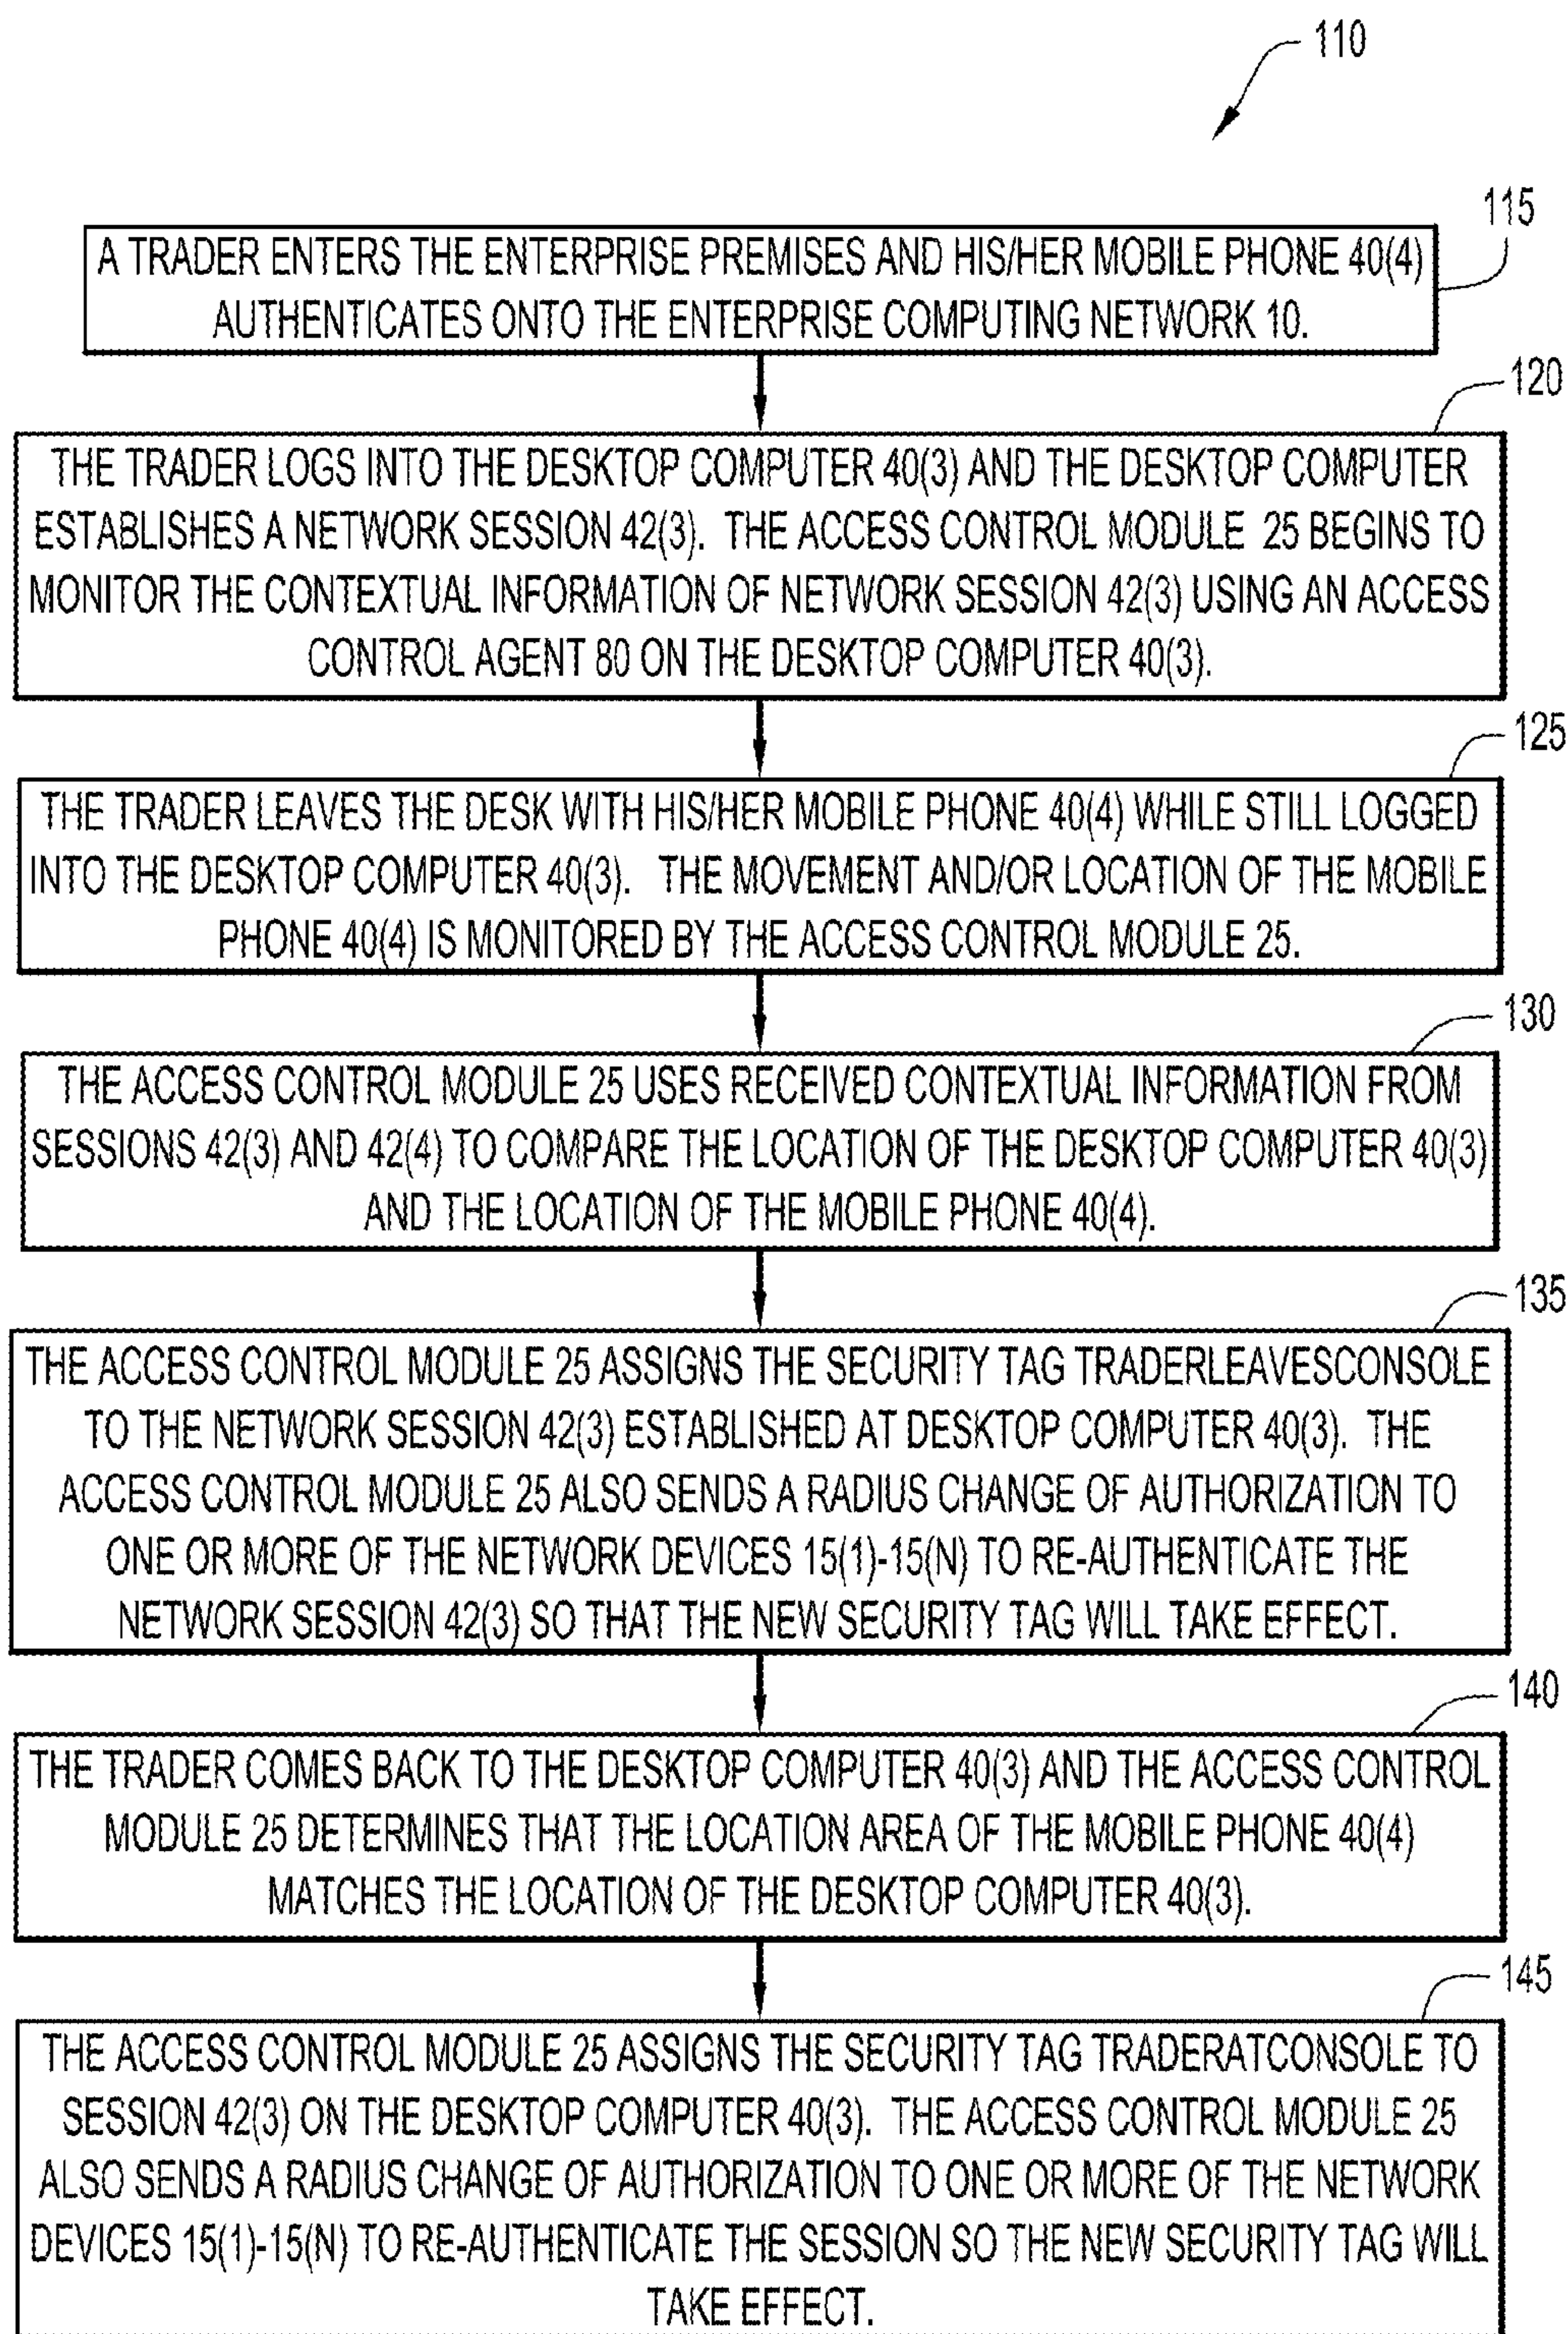 110
115
A TRADER ENTERS THE ENTERPRISE PREMISES AND HIS/HER MOBILE PHONE 40(4)
AUTHENTICATES ONTO THE ENTERPRISE COMPUTING NETWORK 10.
120
THE TRADER LOGS INTO THE DESKTOP COMPUTER 40(3) AND THE DESKTOP COMPUTER
ESTABLISHES A NETWORK SESSION 42(3). THE ACCESS CONTROL MODULE 25 BEGINS TO
MONITOR THE CONTEXTUAL INFORMATION OF NETWORK SESSION 42(3) USING AN ACCESS
CONTROL AGENT 80 ON THE DESKTOP COMPUTER 40(3).
125
THE TRADER LEAVES THE DESK WITH HIS/HER MOBILE PHONE 40(4) WHILE STILL LOGGED
INTO THE DESKTOP COMPUTER 40(3). THE MOVEMENT AND/OR LOCATION OF THE MOBILE
PHONE 40(4) IS MONITORED BY THE ACCESS CONTROL MODULE 25.
130
THE ACCESS CONTROL MODULE 25 USES RECEIVED CONTEXTUAL INFORMATION FROM
SESSIONS 42(3) AND 42(4) TO COMPARE THE LOCATION OF THE DESKTOP COMPUTER 40(3)
AND THE LOCATION OF THE MOBILE PHONE 40(4).
135
THE ACCESS CONTROL MODULE 25 ASSIGNS THE SECURITY TAG TRADERLEAVESCONSOLE
TO THE NETWORK SESSION 42(3) ESTABLISHED AT DESKTOP COMPUTER 40(3). THE
ACCESS CONTROL MODULE 25 ALSO SENDS A RADIUS CHANGE OF AUTHORIZATION TO
ONE OR MORE OF THE NETWORK DEVICES 15(1)-15(N) TO RE-AUTHENTICATE THE
NETWORK SESSION 42(3) SO THAT THE NEW SECURITY TAG WILL TAKE EFFECT.
140
THE TRADER COMES BACK TO THE DESKTOP COMPUTER 40(3) AND THE ACCESS CONTROL
MODULE 25 DETERMINES THAT THE LOCATION AREA OF THE MOBILE PHONE 40(4)
MATCHES THE LOCATION OF THE DESKTOP COMPUTER 40(3).
145
THE ACCESS CONTROL MODULE 25 ASSIGNS THE SECURITY TAG TRADERATCONSOLE TO
SESSION 42(3) ON THE DESKTOP COMPUTER 40(3). THE ACCESS CONTROL MODULE 25
ALSO SENDS A RADIUS CHANGE OF AUTHORIZATION TO ONE OR MORE OF THE NETWORK
DEVICES 15(1)-15(N) TO RE-AUTHENTICATE THE SESSION SO THE NEW SECURITY TAG WILL
TAKE EFFECT.